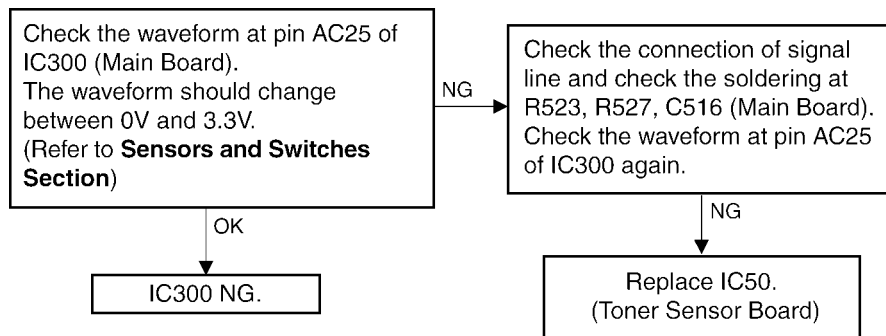 Check the waveform at pin AC25 of
IC300 (Main Board).
The waveform should change
between 0V and 3.3V.
(Refer to Sensors and Switches
Section)
NG
Check the connection of signal
line and check the soldering at
R523, R527, C516 (Main Board).
Check the waveform at pin AC25
of IC300 again.
OK
NG
IC300 NG.
Replace IC50.
(Toner Sensor Board)